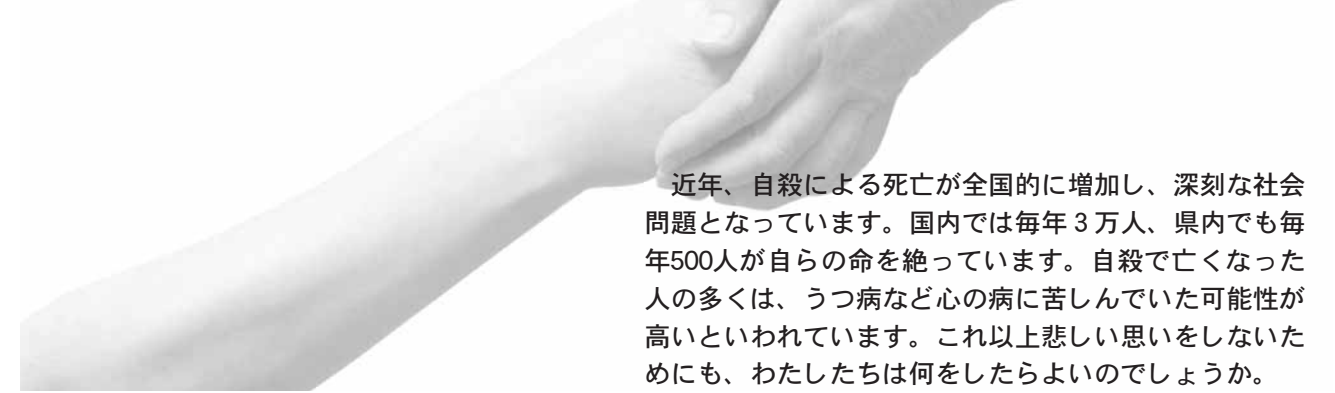 近年、自殺による死亡が全国的に増加し、深刻な社会
問題となっています。国内では毎年３万人、県内でも毎
年500人が自らの命を絶っています。自殺で亡くなった
人の多くは、うつ病など心の病に苦しんでいた可能性が
高いといわれています。これ以上悲しい思いをしないた
めにも、わたしたちは何をしたらよいのでしょうか。